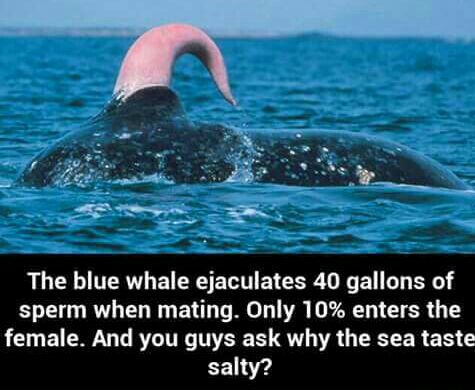 The blue whale ejaculates 40 gallons of
sperm when mating. Only 10% enters the
female. And you guys ask why the sea taste
salty?